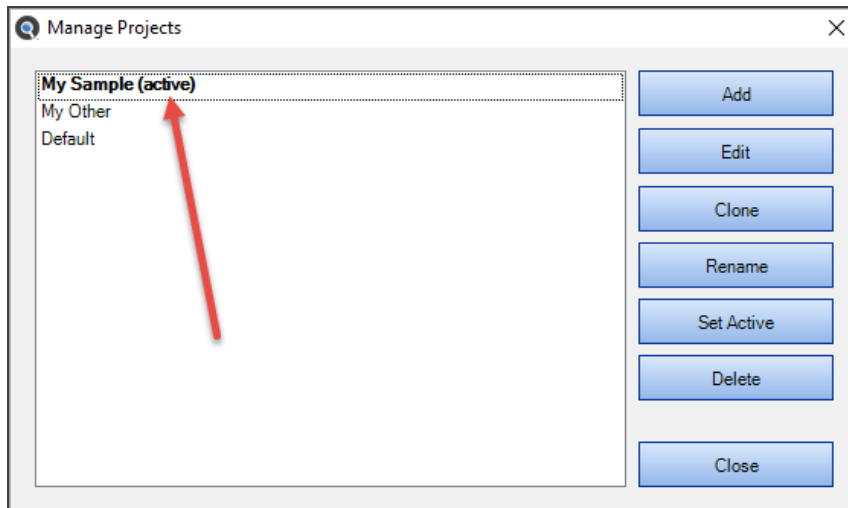 Manage Projects
My Sample (active)
My Other
Default
Add
Edit
Clone
Rename
Set Active
Delete
Close